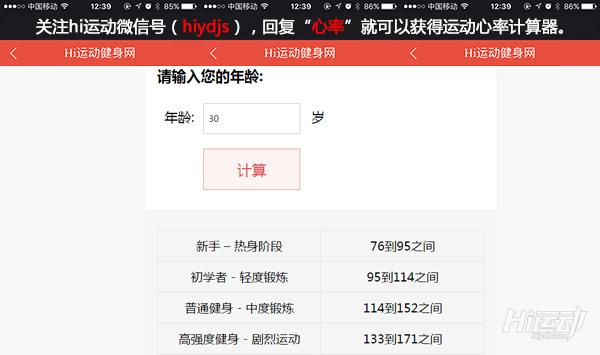 ●●●○○ 中国移动 12:39 85% ●●●○○ 中国移动 12:39 86% ●●●○○ 中国移动 12:39 86%
关注hi运动微信号（hiydjs），回复“心率”就可以获得运动心率计算器。
Hi运动健身网 Hi运动健身网 Hi运动健身网
请输入您的年龄:
年龄: 30 岁
计算
新手 – 热身阶段 76到95之间
初学者 - 轻度锻炼 95到114之间
普通健身 - 中度锻炼 114到152之间
高强度健身 - 剧烈运动 133到171之间
Hi运动
hiyd.com